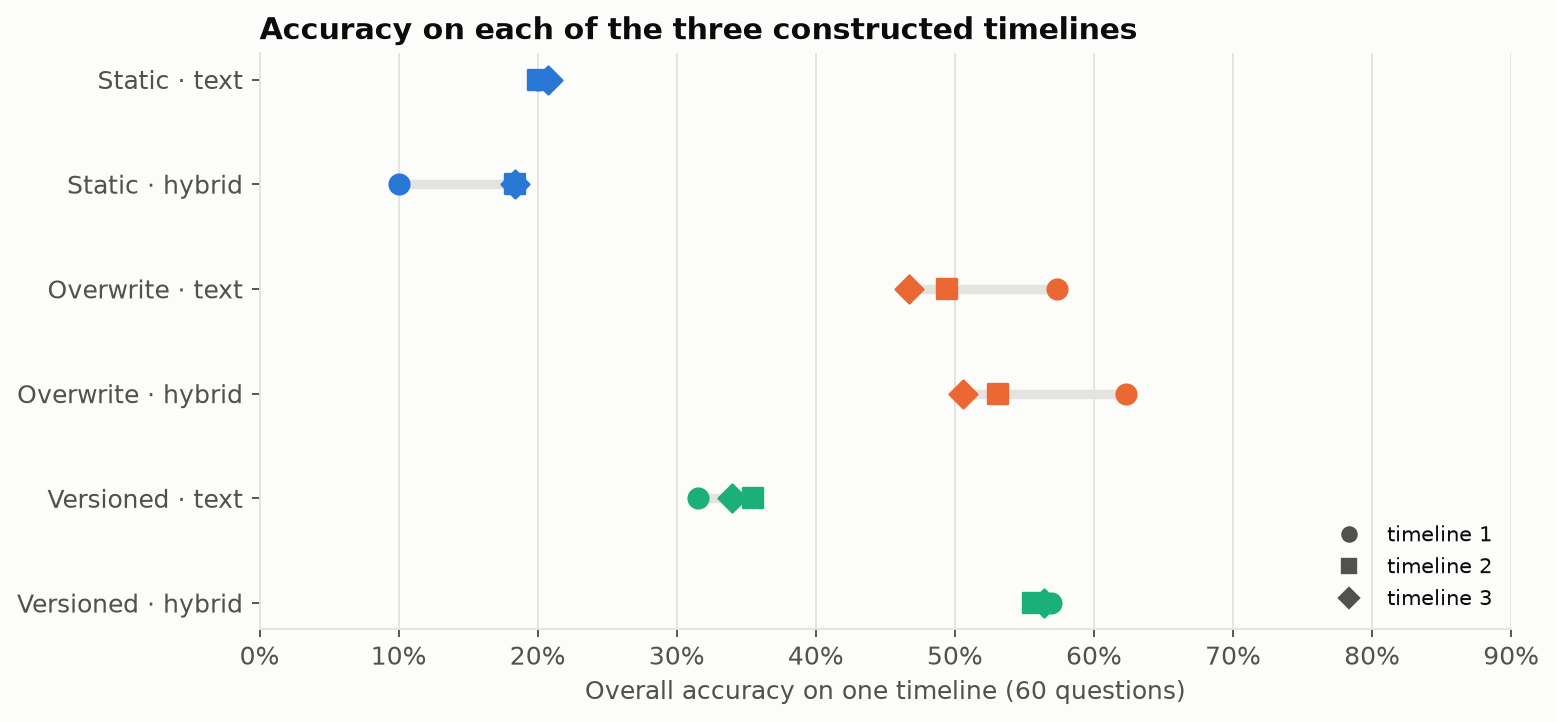 Accuracy on each of the three constructed timelines
Static · text
Static · hybrid
Overwrite · text
Overwrite · hybrid
Versioned · text
Versioned · hybrid
timeline 1
timeline 2
timeline 3
0% 10% 20% 30% 40% 50% 60% 70% 80% 90%
Overall accuracy on one timeline (60 questions)